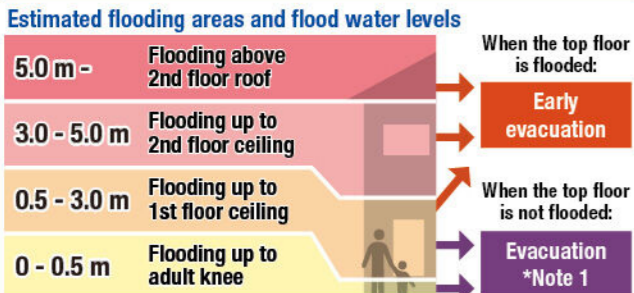 Estimated flooding areas and flood water levels
5.0 m -
Flooding above
2nd floor roof
3.0 - 5.0 m
Flooding up to
2nd floor ceiling
0.5 - 3.0 m
Flooding up to
1st floor ceiling
0 - 0.5 m
Flooding up to
adult knee
When the top floor
is flooded:
Early
evacuation
When the top floor
is not flooded:
Evacuation
*Note 1